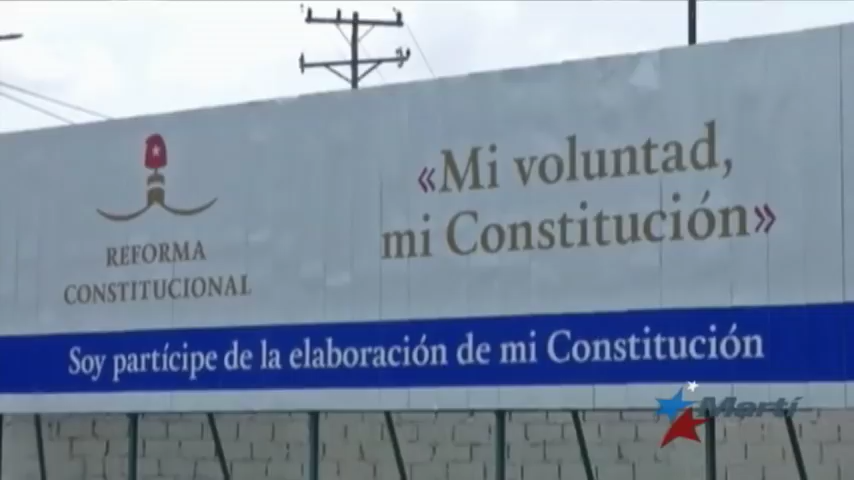 «Mi voluntad,
mi Constitución»
REFORMA
CONSTITUCIONAL
Soy partícipe de la elaboración de mi Constitución
Martí